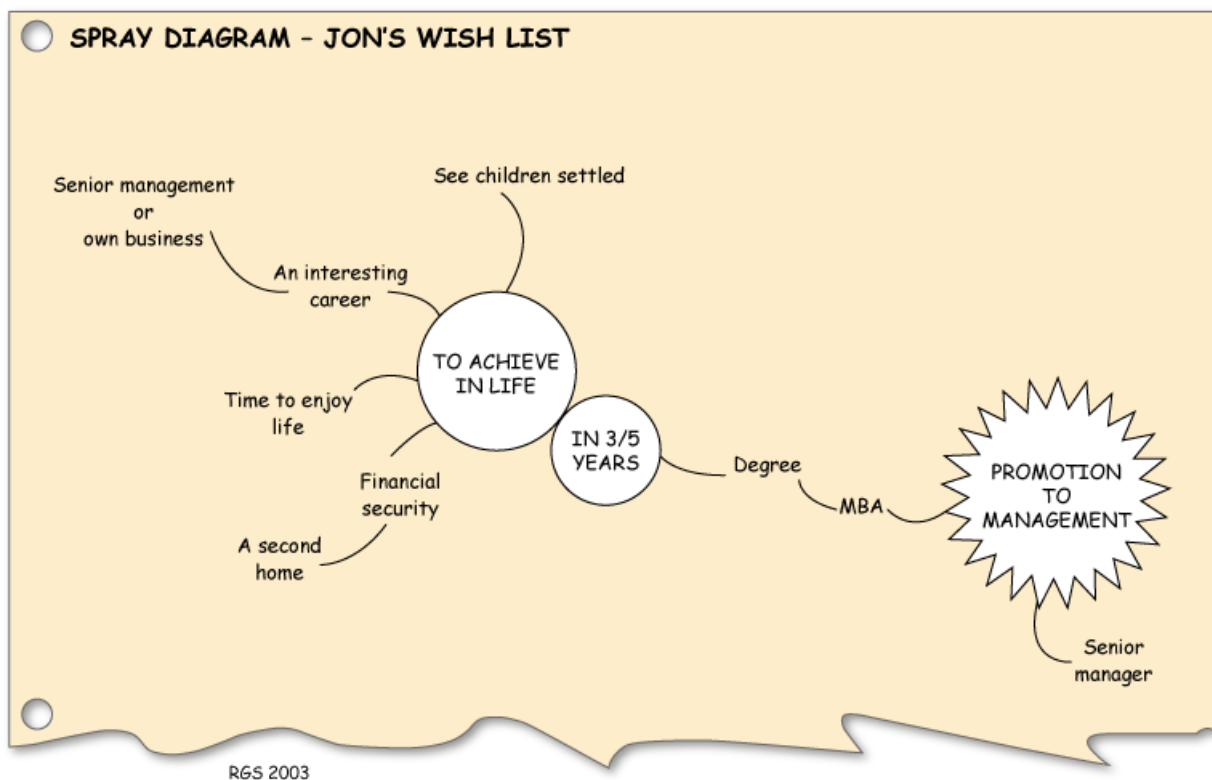 SPRAY DIAGRAM – JON'S WISH LIST
See children settled
Senior management
or
own business
An interesting
career
TO ACHIEVE
IN LIFE
Time to enjoy
life
IN 3/5
YEARS
Degree
MBA
PROMOTION
TO
MANAGEMENT
Financial
security
A second
home
Senior
manager
RGS 2003